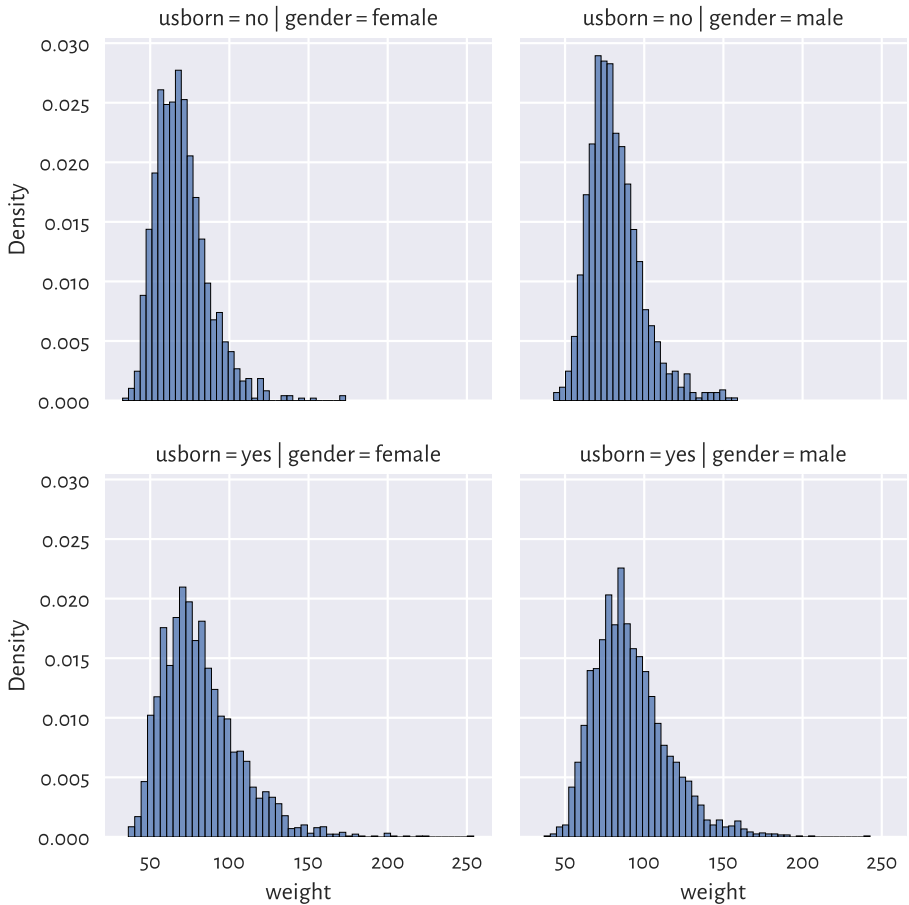 usborn = no | gender = female
usborn = no | gender = male
0.030
0.025
0.020
0.015
0.010
0.005
0.000
Density
usborn = yes | gender = female
usborn = yes | gender = male
0.030
0.025
0.020
0.015
0.010
0.005
0.000
Density
50 100 150 200 250
50 100 150 200 250
weight
weight